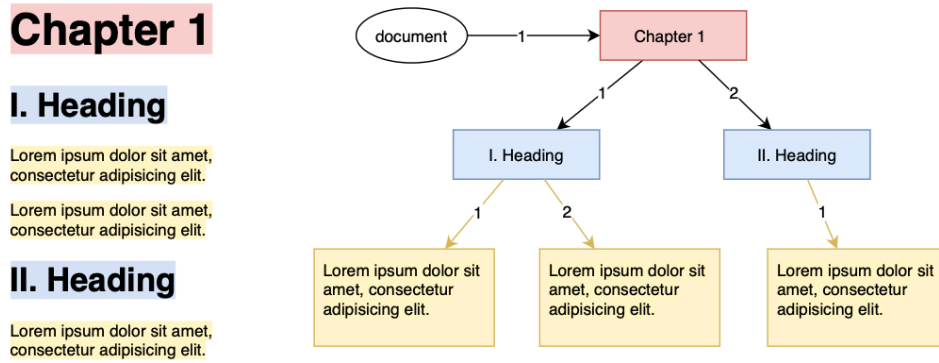 Chapter 1
I. Heading
Lorem ipsum dolor sit amet,
consectetur adipisicing elit.
Lorem ipsum dolor sit amet,
consectetur adipisicing elit.
II. Heading
Lorem ipsum dolor sit amet,
consectetur adipisicing elit.
document
1
Chapter 1
1
2
I. Heading
II. Heading
1
2
1
Lorem ipsum dolor sit
amet, consectetur
adipisicing elit.
Lorem ipsum dolor sit
amet, consectetur
adipisicing elit.
Lorem ipsum dolor sit
amet, consectetur
adipisicing elit.